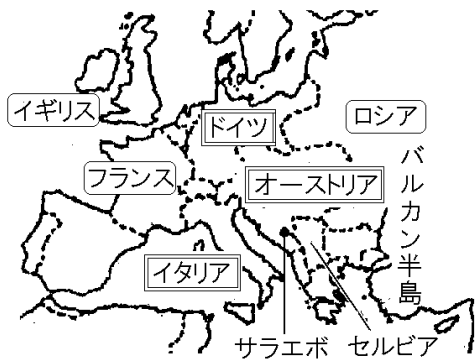 イギリス
ドイツ
ロシア
フランス
オーストリア
バルカン半島
イタリア
サラエボ
セルビア